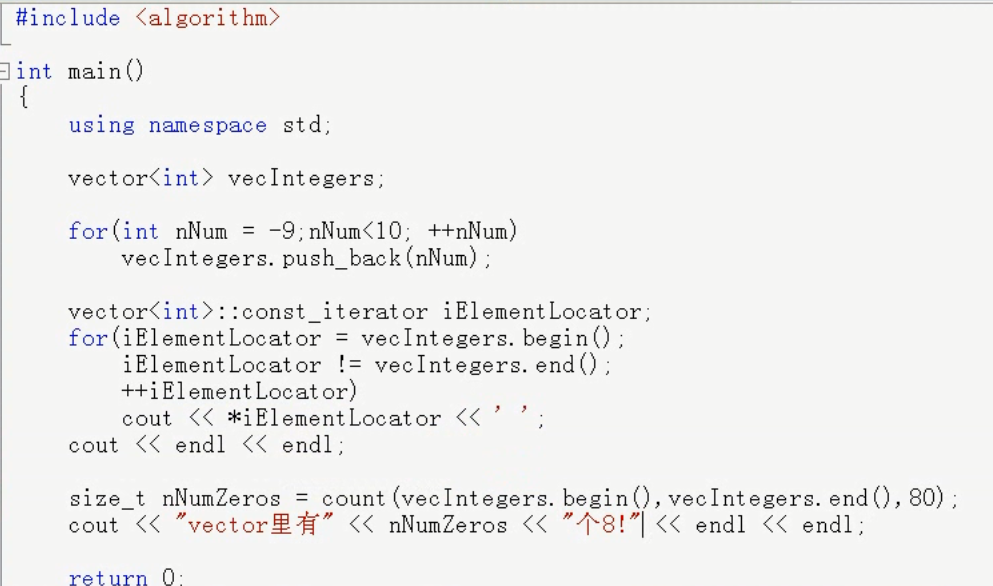 #include <algorithm>
int main()
{
using namespace std;
vector<int> vecIntegers;
for(int nNum = -9;nNum<10; ++nNum)
vecIntegers.push_back(nNum);
vector<int>::const_iterator iElementLocator;
for(iElementLocator = vecIntegers.begin();
iElementLocator != vecIntegers.end();
++iElementLocator)
cout << *iElementLocator << ' ';
cout << endl << endl;
size_t nNumZeros = count(vecIntegers.begin(),vecIntegers.end(),80);
cout << "vector里有" << nNumZeros << "个8!" << endl << endl;
return 0;